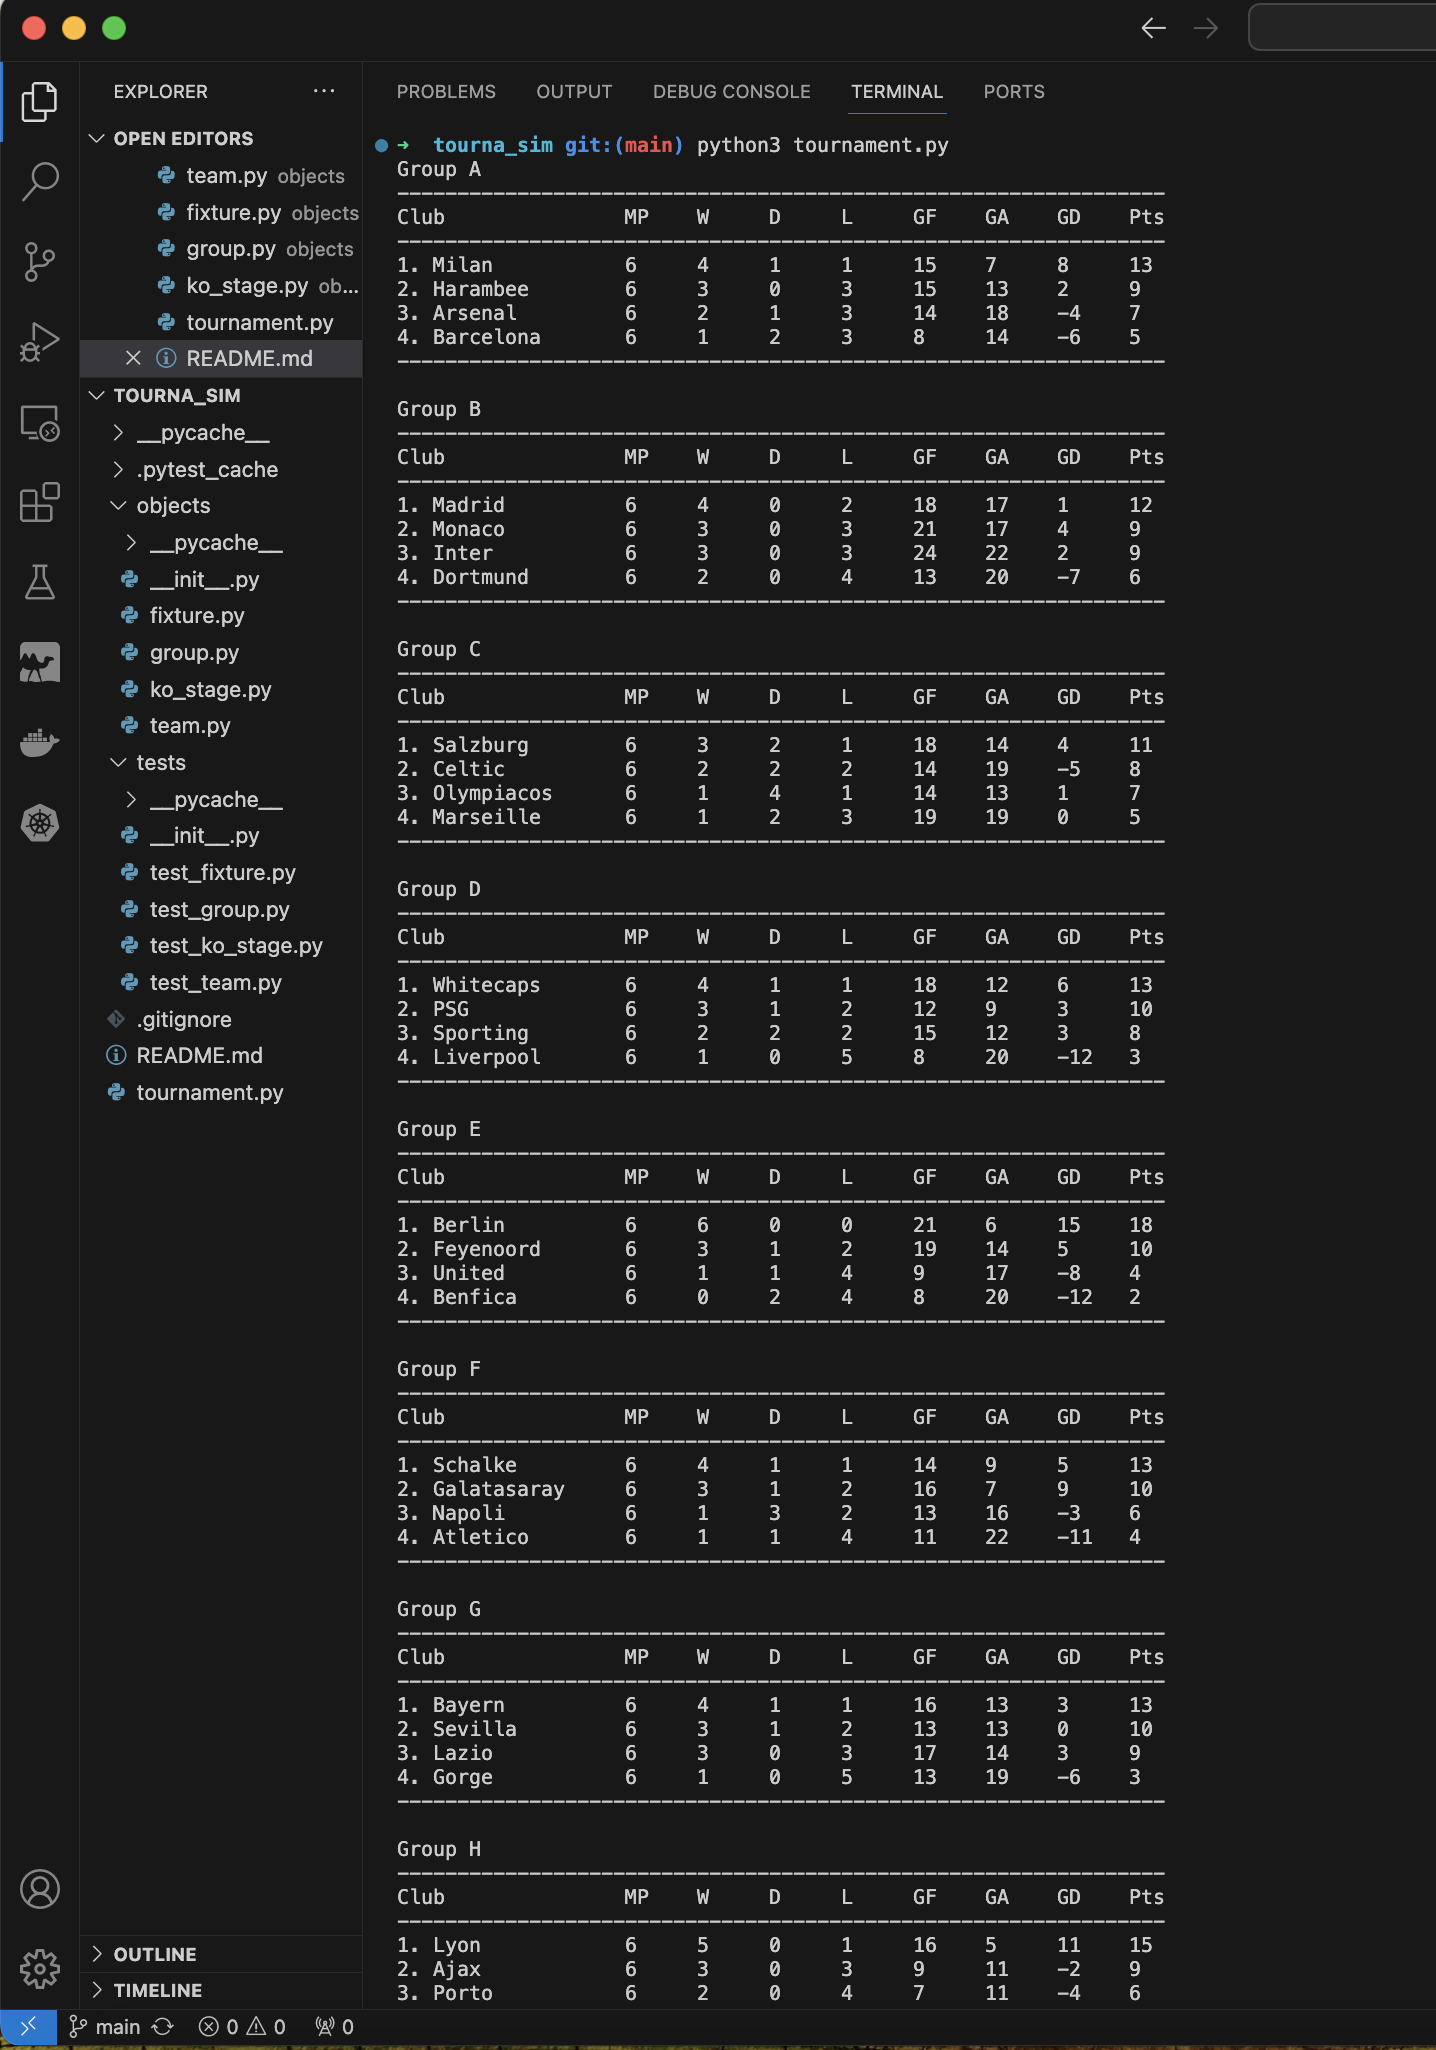 EXPLORER
OPEN EDITORS
team.py objects
fixture.py objects
group.py objects
ko_stage.py ob...
tournament.py
README.md
TOURNA_SIM
__pycache__
.pytest_cache
objects
__pycache__
__init__.py
fixture.py
group.py
ko_stage.py
team.py
tests
__pycache__
__init__.py
test_fixture.py
test_group.py
test_ko_stage.py
test_team.py
.gitignore
README.md
tournament.py
OUTLINE
TIMELINE
PROBLEMS OUTPUT DEBUG CONSOLE TERMINAL PORTS
→ tourna_sim git:(main) python3 tournament.py
Group A
----------------------------------------------------------------
Club MP W D L GF GA GD Pts
----------------------------------------------------------------
1. Milan 6 4 1 1 15 7 8 13
2. Harambee 6 3 0 3 15 13 2 9
3. Arsenal 6 2 1 3 14 18 -4 7
4. Barcelona 6 1 2 3 8 14 -6 5
----------------------------------------------------------------
Group B
----------------------------------------------------------------
Club MP W D L GF GA GD Pts
----------------------------------------------------------------
1. Madrid 6 4 0 2 18 17 1 12
2. Monaco 6 3 0 3 21 17 4 9
3. Inter 6 3 0 3 24 22 2 9
4. Dortmund 6 2 0 4 13 20 -7 6
----------------------------------------------------------------
Group C
----------------------------------------------------------------
Club MP W D L GF GA GD Pts
----------------------------------------------------------------
1. Salzburg 6 3 2 1 18 14 4 11
2. Celtic 6 2 2 2 14 19 -5 8
3. Olympiacos 6 1 4 1 14 13 1 7
4. Marseille 6 1 2 3 19 19 0 5
----------------------------------------------------------------
Group D
----------------------------------------------------------------
Club MP W D L GF GA GD Pts
----------------------------------------------------------------
1. Whitecaps 6 4 1 1 18 12 6 13
2. PSG 6 3 1 2 12 9 3 10
3. Sporting 6 2 2 2 15 12 3 8
4. Liverpool 6 1 0 5 8 20 -12 3
----------------------------------------------------------------
Group E
----------------------------------------------------------------
Club MP W D L GF GA GD Pts
----------------------------------------------------------------
1. Berlin 6 6 0 0 21 6 15 18
2. Feyenoord 6 3 1 2 19 14 5 10
3. United 6 1 1 4 9 17 -8 4
4. Benfica 6 0 2 4 8 20 -12 2
----------------------------------------------------------------
Group F
----------------------------------------------------------------
Club MP W D L GF GA GD Pts
----------------------------------------------------------------
1. Schalke 6 4 1 1 14 9 5 13
2. Galatasaray 6 3 1 2 16 7 9 10
3. Napoli 6 1 3 2 13 16 -3 6
4. Atletico 6 1 1 4 11 22 -11 4
----------------------------------------------------------------
Group G
----------------------------------------------------------------
Club MP W D L GF GA GD Pts
----------------------------------------------------------------
1. Bayern 6 4 1 1 16 13 3 13
2. Sevilla 6 3 1 2 13 13 0 10
3. Lazio 6 3 0 3 17 14 3 9
4. Gorge 6 1 0 5 13 19 -6 3
----------------------------------------------------------------
Group H
----------------------------------------------------------------
Club MP W D L GF GA GD Pts
----------------------------------------------------------------
1. Lyon 6 5 0 1 16 5 11 15
2. Ajax 6 3 0 3 9 11 -2 9
3. Porto 6 2 0 4 7 11 -4 6
main 0 0 0